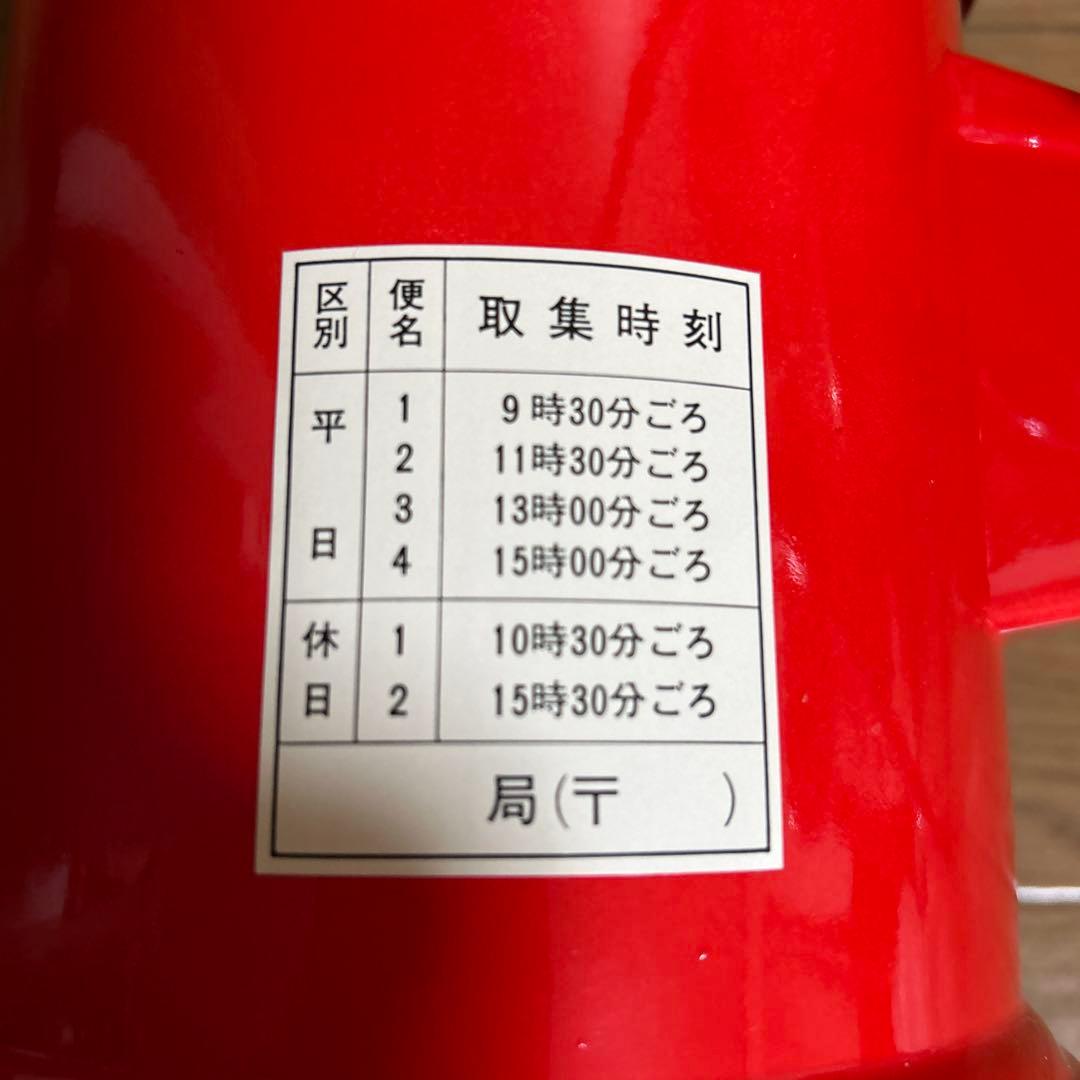 区別 便名 取集時刻
平日 1 9時30分ごろ
2 11時30分ごろ
3 13時00分ごろ
4 15時00分ごろ
休日 1 10時30分ごろ
2 15時30分ごろ
局(〒 )